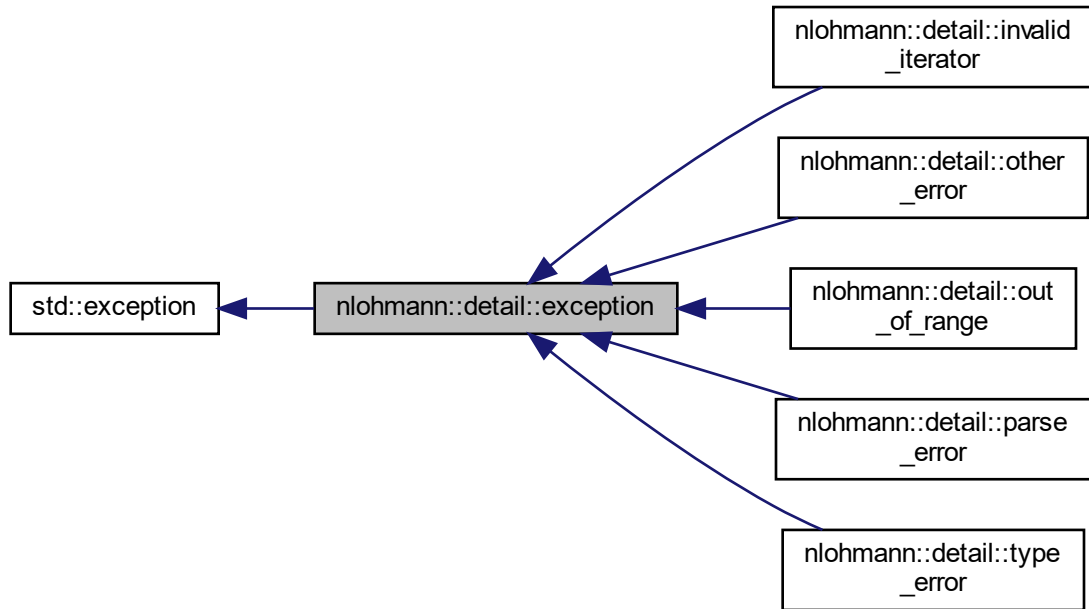 nlohmann::detail::invalid
_iterator
nlohmann::detail::other
_error
std::exception
nlohmann::detail::exception
nlohmann::detail::out
_of_range
nlohmann::detail::parse
_error
nlohmann::detail::type
_error